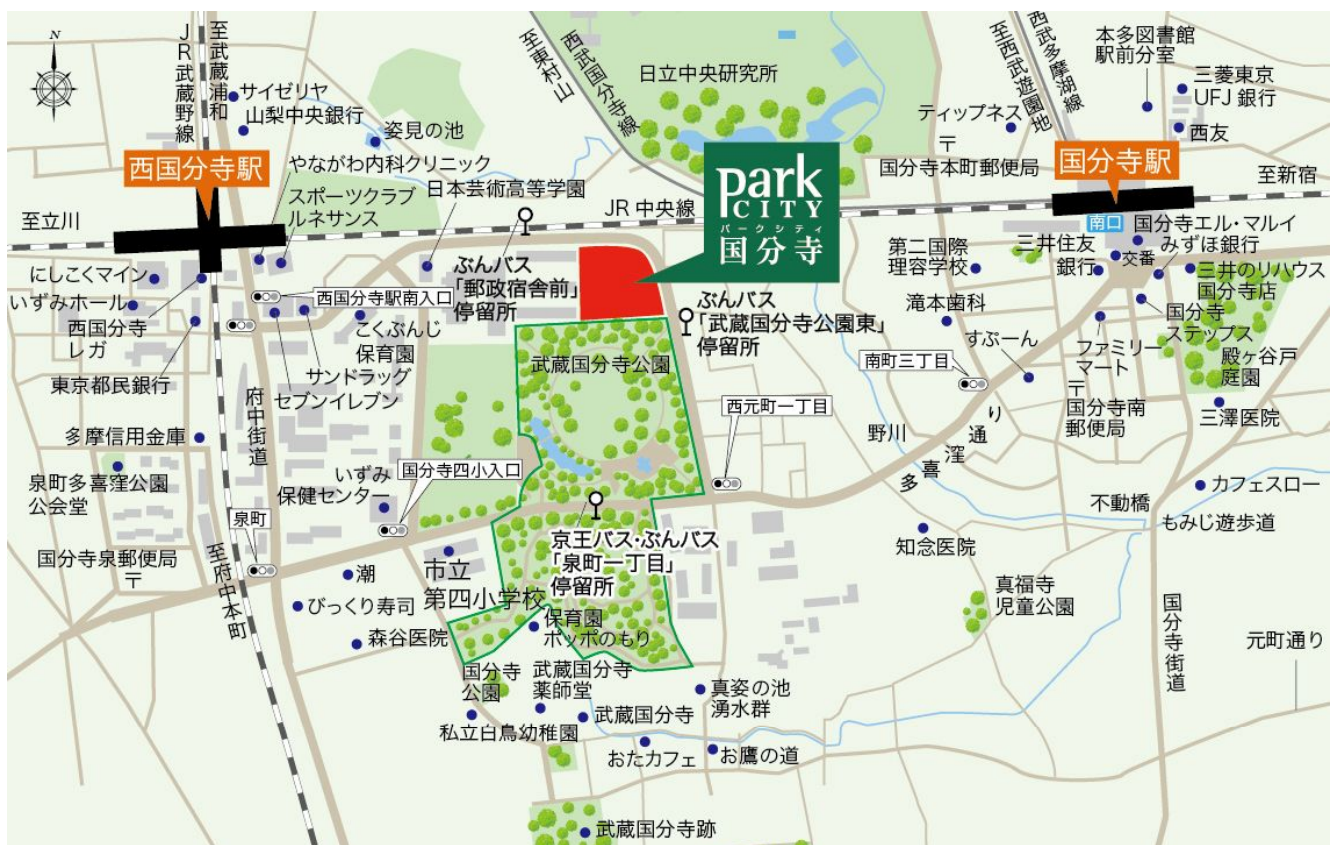 N
JR武蔵野線
至武蔵浦和
サイゼリヤ
山梨中央銀行
姿見の池
やながわ内科クリニック
スポーツクラブ
ルネサンス
日本芸術高等学園
西国分寺駅
至立川
至東村山
西武国分寺線
日立中央研究所
JR中央線
park
CITY
パークシティ
国分寺
至西武遊園地
西武多摩湖線
ティップネス
〒
国分寺本町郵便局
本多図書館
駅前分室
三菱東京
UFJ銀行
西友
国分寺駅
至新宿
南口
国分寺エル・マルイ
みずほ銀行
三井住友
銀行
交番
三井のリハウス
国分寺店
国分寺
ステップス
第二国際
理容学校
滝本歯科
すぷーん
ファミリー
マート
殿ヶ谷戸
庭園
南町三丁目
〒
国分寺南
郵便局
三澤医院
にしこくマイン
いずみホール
西国分寺
レガ
東京都民銀行
西国分寺駅南入口
ぶんバス
「郵政宿舎前」
停留所
こくぶんじ
保育園
サンドラッグ
セブンイレブン
ぶんバス
「武蔵国分寺公園東」
停留所
武蔵国分寺公園
西元町一丁目
府中街道
多摩信用金庫
いずみ
保健センター
国分寺四小入口
泉町多喜窪公園
公会堂
泉町
国分寺泉郵便局
〒
至府中本町
野川
多喜窪通り
カフェスロー
不動橋
もみじ遊歩道
京王バス・ぶんバス
「泉町一丁目」
停留所
知念医院
真福寺
児童公園
国分寺街道
元町通り
潮
びっくり寿司
森谷医院
市立
第四小学校
保育園
ポッポのもり
国分寺
公園
武蔵国分寺
薬師堂
私立白鳥幼稚園
武蔵国分寺
真姿の池
湧水群
おたカフェ
お鷹の道
武蔵国分寺跡